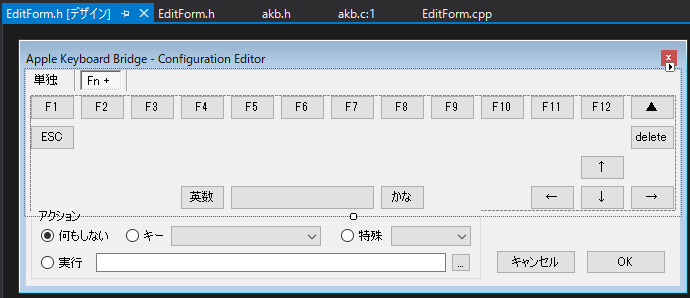 EditForm.h [デザイン] EditForm.h akb.h akb.c:1 EditForm.cpp
Apple Keyboard Bridge - Configuration Editor x
単独 Fn +
F1 F2 F3 F4 F5 F6 F7 F8 F9 F10 F11 F12 ▲
ESC delete
↑
英数 かな ← ↓ →
アクション
何もしない キー 特殊
実行 ... キャンセル OK